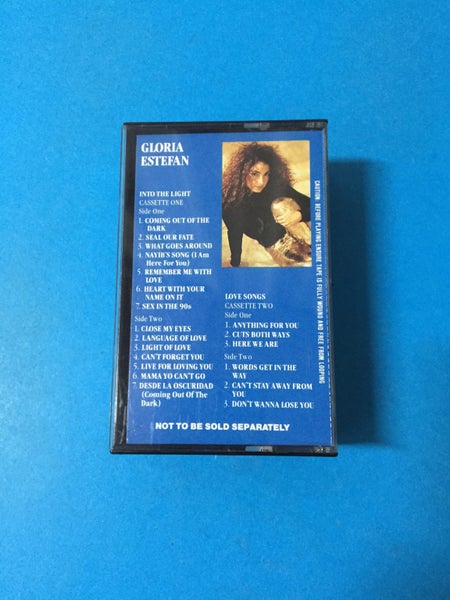 GLORIA
ESTEFAN
INTO THE LIGHT
CASSETTE ONE
Side One
1. COMING OUT OF THE
DARK
2. SEAL OUR FATE
3. WHAT GOES AROUND
4. NAYIB'S SONG (I Am
Here For You)
5. REMEMBER ME WITH
LOVE
6. HEART WITH YOUR
NAME ON IT
7. SEX IN THE 90s
Side Two
1. CLOSE MY EYES
2. LANGUAGE OF LOVE
3. LIGHT OF LOVE
4. CAN'T FORGET YOU
5. LIVE FOR LOVING YOU
6. MAMA YO CAN'T GO
7. DESDE LA OSCURIDAD
(Coming Out Of The
Dark)
LOVE SONGS
CASSETTE TWO
Side One
1. ANYTHING FOR YOU
2. CUTS BOTH WAYS
3. HERE WE ARE
Side Two
1. WORDS GET IN THE
WAY
2. CAN'T STAY AWAY FROM
YOU
3. DON'T WANNA LOSE YOU
CAUTION: BEFORE PLAYING ENSURE TAPE IS FULLY WOUND AND FREE FROM LOOPING
NOT TO BE SOLD SEPARATELY